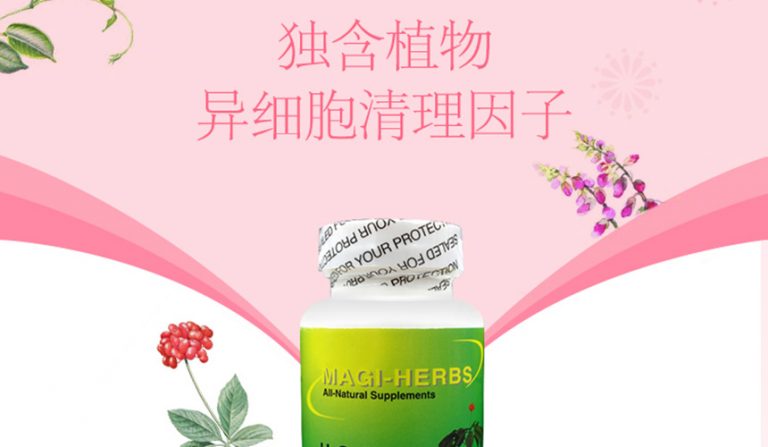 独含植物
异细胞清理因子
SEALED FOR YOUR PROTECTION
MAGI-HERBS
All-Natural Supplements